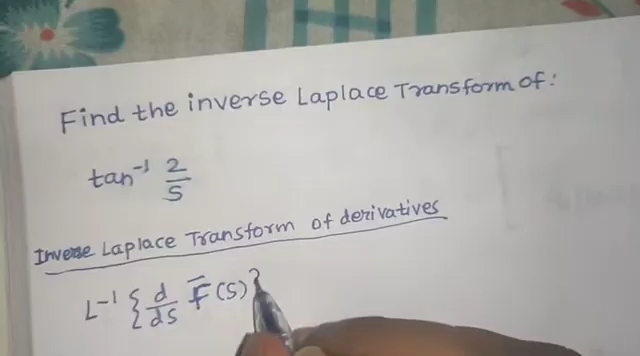 Find the inverse Laplace Transform of:
tan⁻¹ 2/s
Inverse Laplace Transform of derivatives
L⁻¹ { d/ds F̄(s)